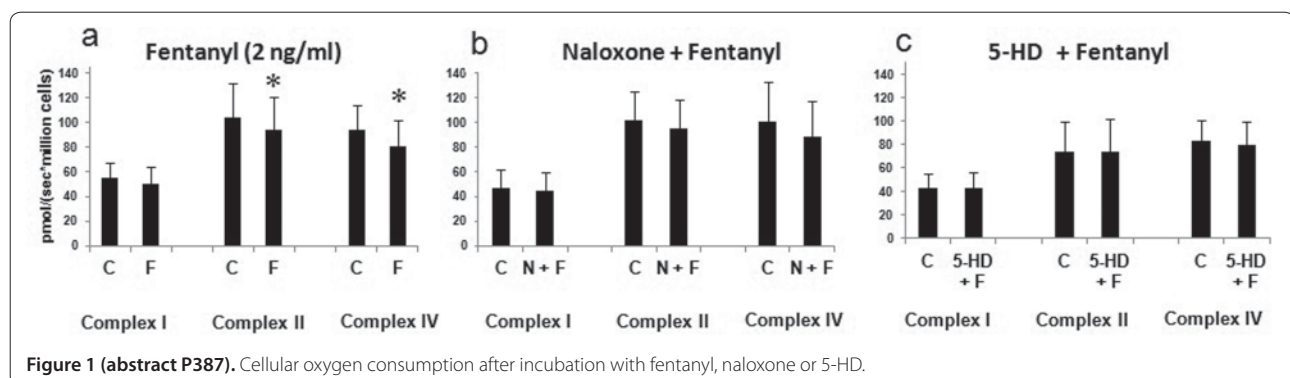 a
Fentanyl (2 ng/ml)
b
Naloxone + Fentanyl
c
5-HD + Fentanyl
pmol/(sec*million cells)
140
120
100
80
60
40
20
0
* *
C F C F C F
Complex I Complex II Complex IV
140
120
100
80
60
40
20
0
C N + F C N + F C N + F
Complex I Complex II Complex IV
140
120
100
80
60
40
20
0
C 5-HD C 5-HD C 5-HD
+ F + F + F
Complex I Complex II Complex IV
Figure 1 (abstract P387). Cellular oxygen consumption after incubation with fentanyl, naloxone or 5-HD.